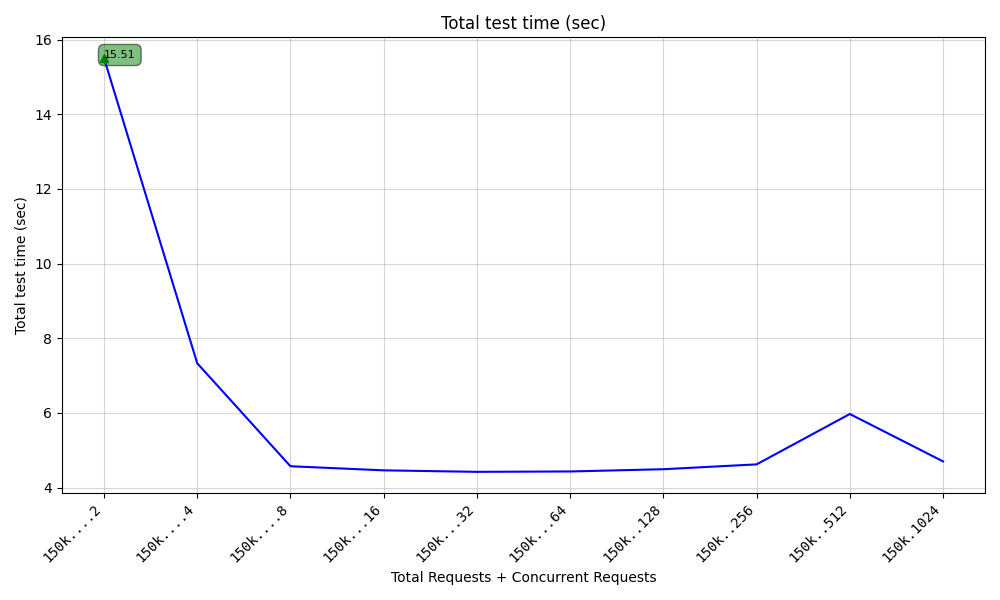 Total test time (sec)
15.51
16
14
12
10
8
6
4
Total test time (sec)
150k....2
150k....4
150k....8
150k...16
150k...32
150k...64
150k..128
150k..256
150k..512
150k.1024
Total Requests + Concurrent Requests